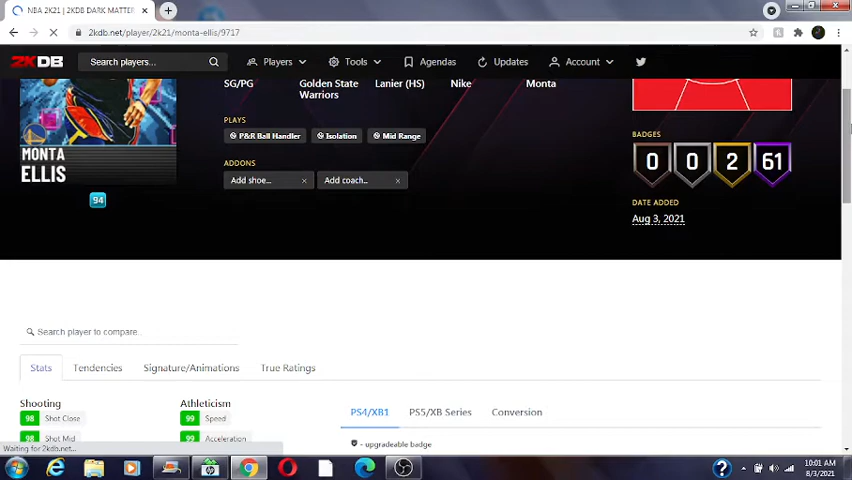 NBA 2K21 | 2KDB DARK MATTER
2kdb.net/player/2k21/monta-ellis/9717
2KDB
Search players...
Players
Tools
Agendas
Updates
Account
SG/PG
Golden State
Warriors
Lanier (HS)
Nike
Monta
PLAYS
P&R Ball Handler
Isolation
Mid Range
ADDONS
Add shoe...
Add coach...
MONTA
ELLIS
94
BADGES
0 0 2 61
DATE ADDED
Aug 3, 2021
Search player to compare..
Stats
Tendencies
Signature/Animations
True Ratings
Shooting
98 Shot Close
98 Shot Mid
Athleticism
99 Speed
99 Acceleration
PS4/XB1
PS5/XB Series
Conversion
- upgradeable badge
Waiting for 2kdb.net...
10:01 AM
8/3/2021